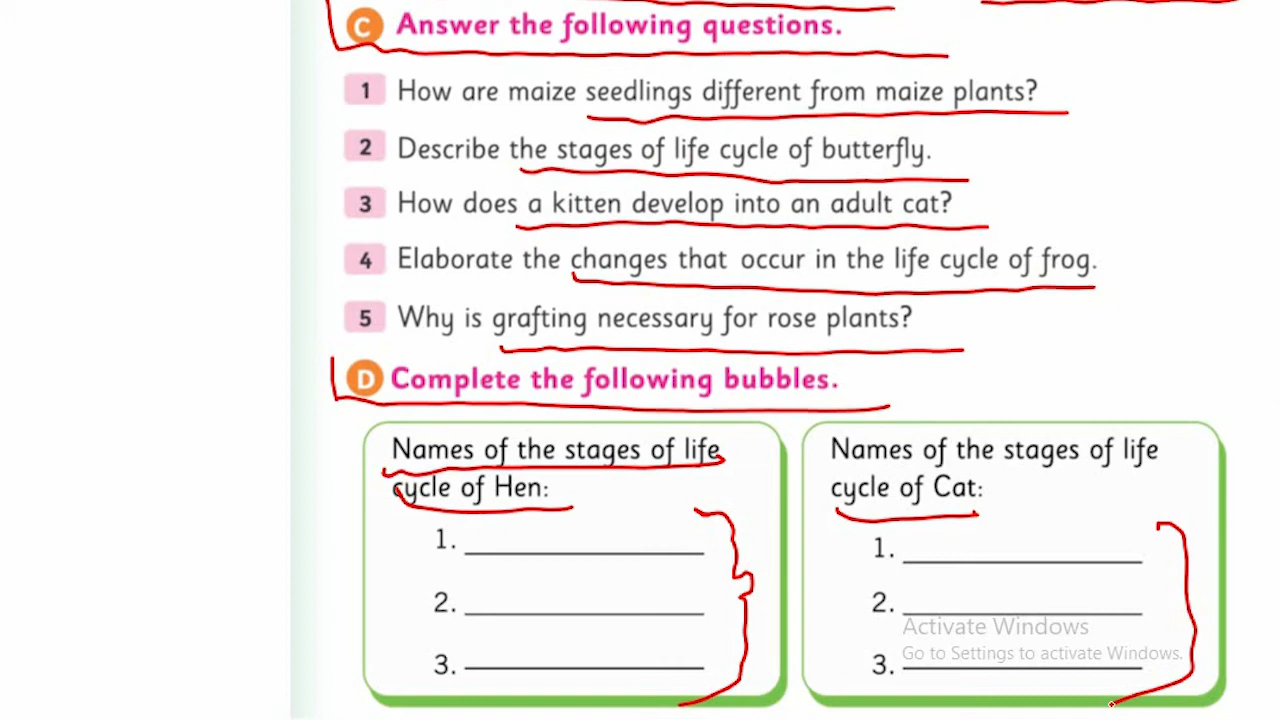 C Answer the following questions.
1 How are maize seedlings different from maize plants?
2 Describe the stages of life cycle of butterfly.
3 How does a kitten develop into an adult cat?
4 Elaborate the changes that occur in the life cycle of frog.
5 Why is grafting necessary for rose plants?
D Complete the following bubbles.
Names of the stages of life
cycle of Hen:
1.
2.
3.
Names of the stages of life
cycle of Cat:
1.
2.
3.
Activate Windows
Go to Settings to activate Windows.